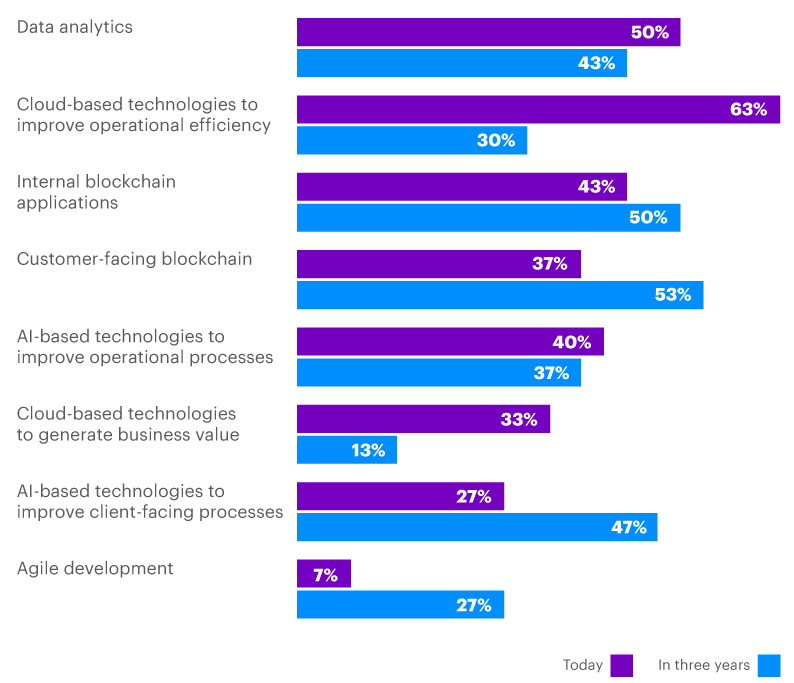 Data analytics
50%
43%
Cloud-based technologies to
improve operational efficiency
63%
30%
Internal blockchain
applications
43%
50%
Customer-facing blockchain
37%
53%
AI-based technologies to
improve operational processes
40%
37%
Cloud-based technologies
to generate business value
33%
13%
AI-based technologies to
improve client-facing processes
27%
47%
Agile development
7%
27%
Today
In three years